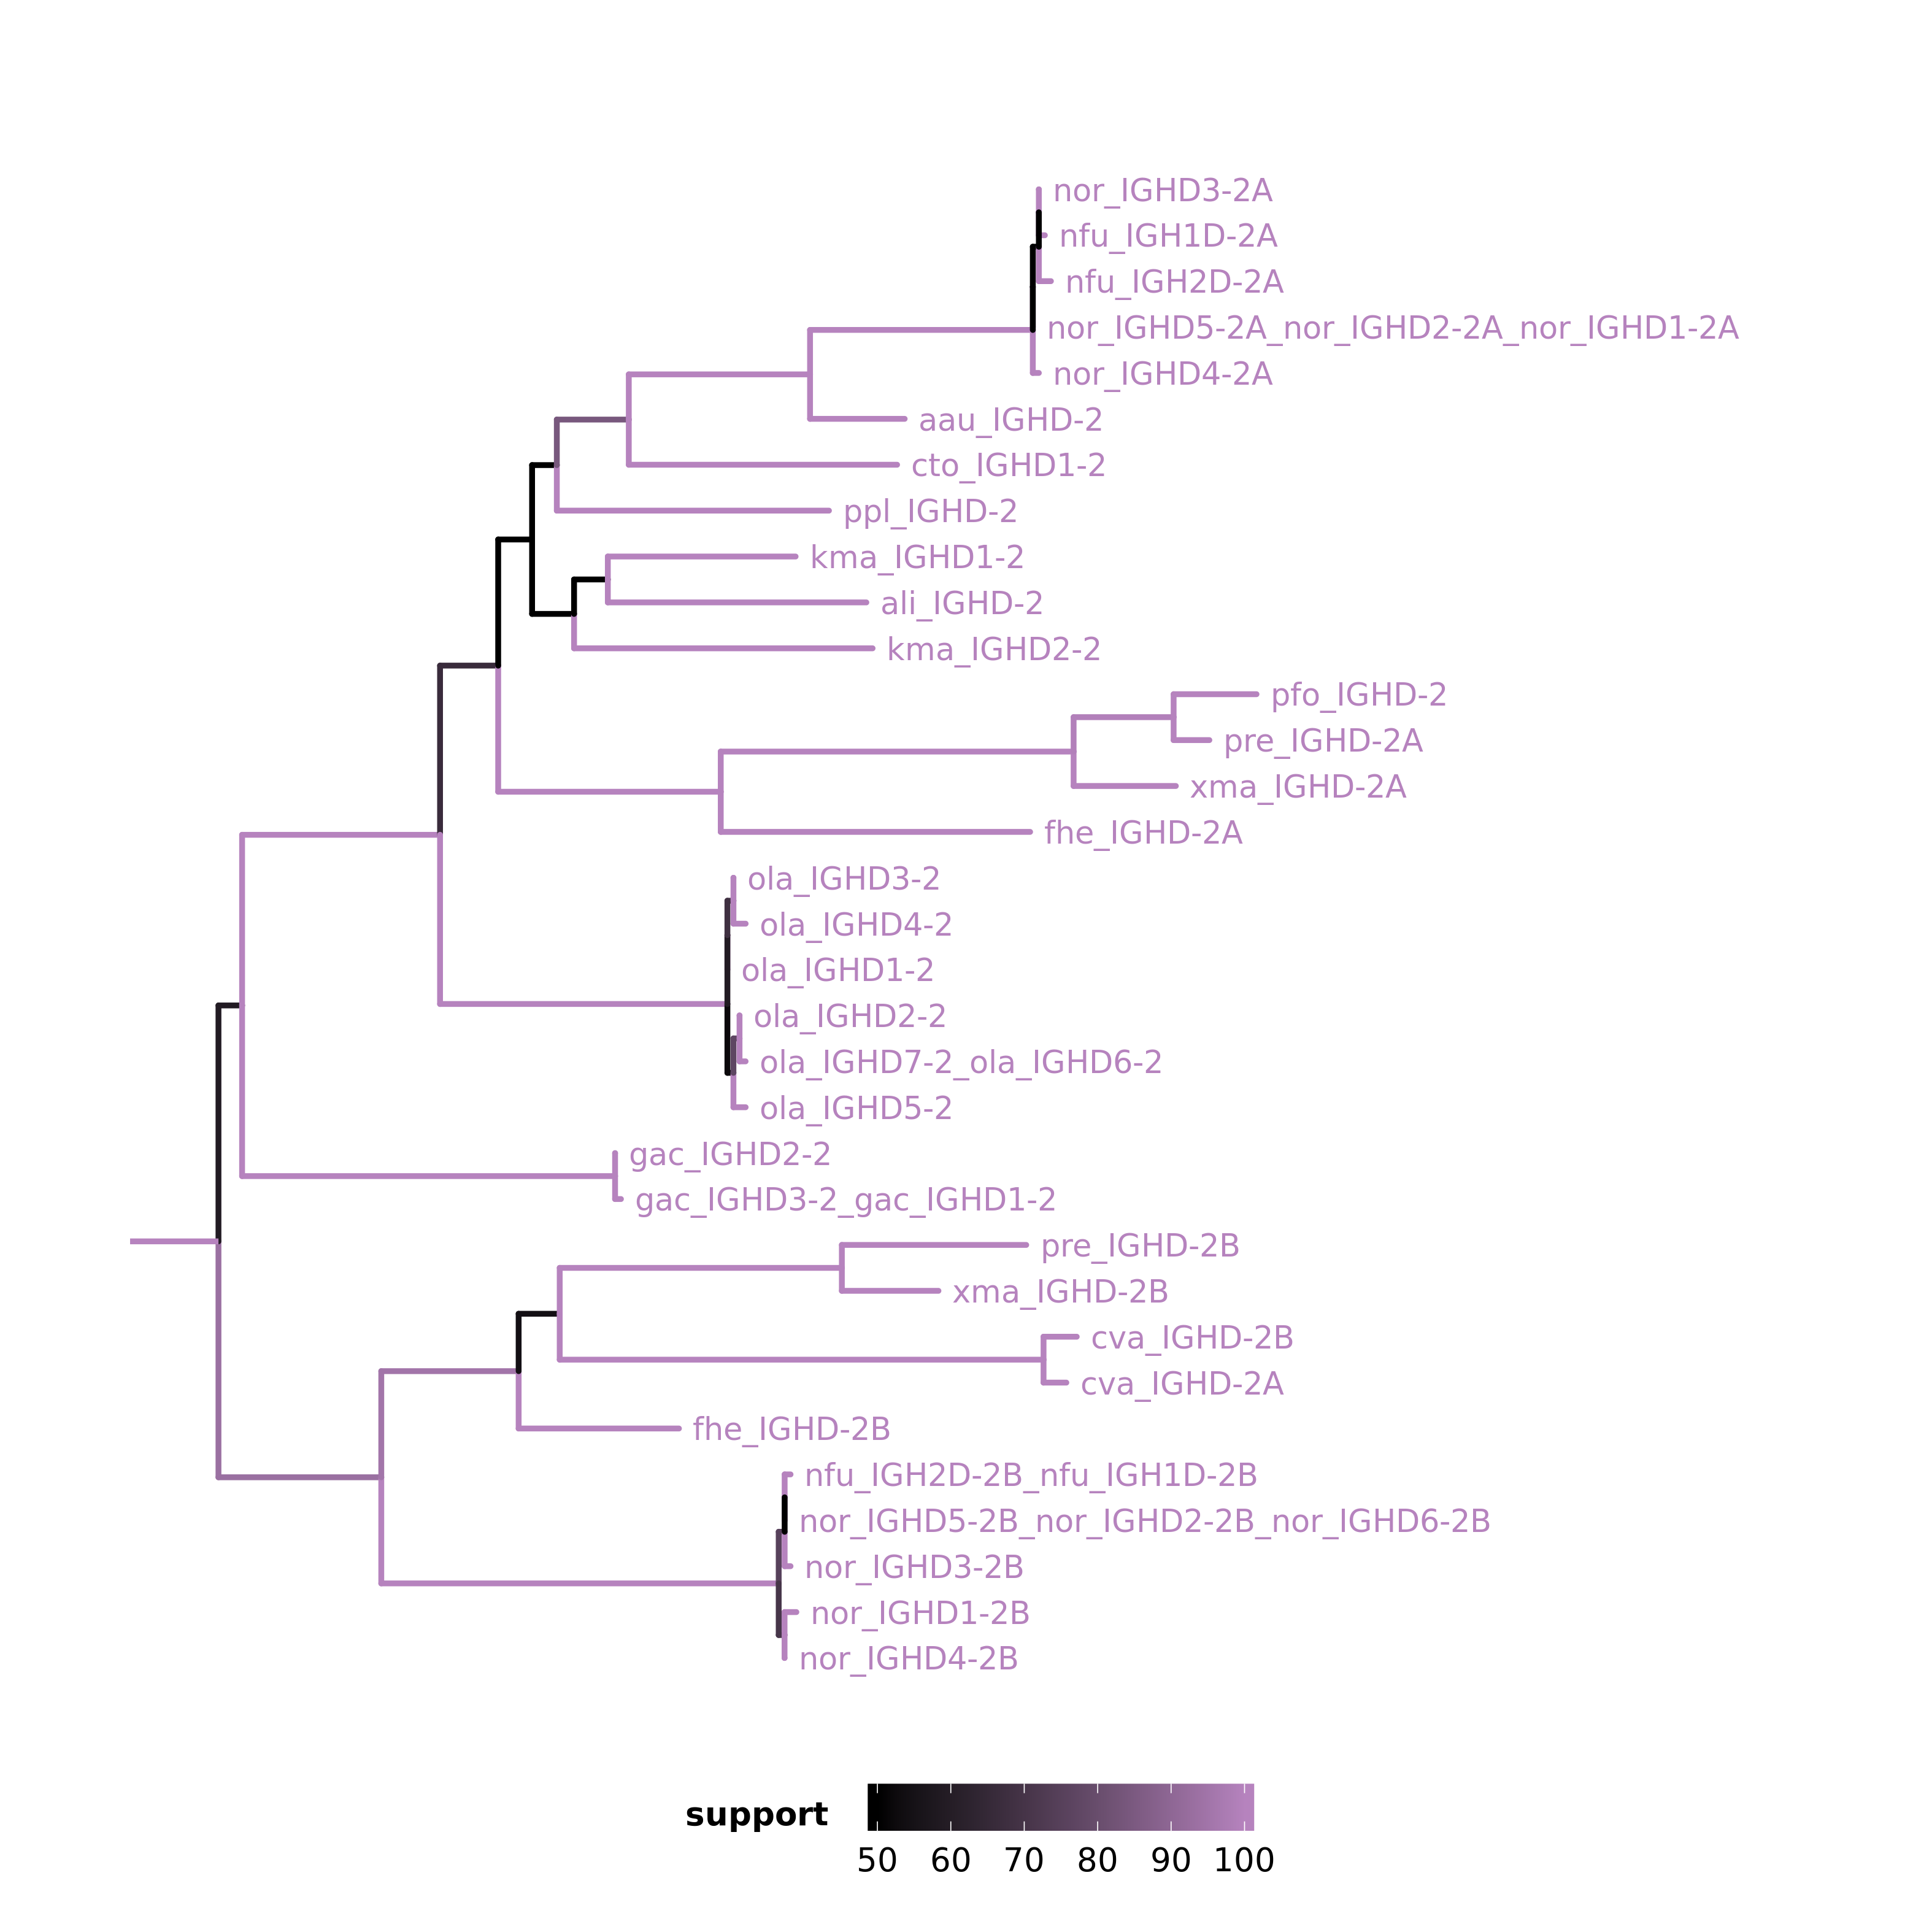 nor_IGHD3-2A
nfu_IGH1D-2A
nfu_IGH2D-2A
nor_IGHD5-2A_nor_IGHD2-2A_nor_IGHD1-2A
nor_IGHD4-2A
aau_IGHD-2
cto_IGHD1-2
ppl_IGHD-2
kma_IGHD1-2
ali_IGHD-2
kma_IGHD2-2
pfo_IGHD-2
pre_IGHD-2A
xma_IGHD-2A
fhe_IGHD-2A
ola_IGHD3-2
ola_IGHD4-2
ola_IGHD1-2
ola_IGHD2-2
ola_IGHD7-2_ola_IGHD6-2
ola_IGHD5-2
gac_IGHD2-2
gac_IGHD3-2_gac_IGHD1-2
pre_IGHD-2B
xma_IGHD-2B
cva_IGHD-2B
cva_IGHD-2A
fhe_IGHD-2B
nfu_IGH2D-2B_nfu_IGH1D-2B
nor_IGHD5-2B_nor_IGHD2-2B_nor_IGHD6-2B
nor_IGHD3-2B
nor_IGHD1-2B
nor_IGHD4-2B
support
50 60 70 80 90 100